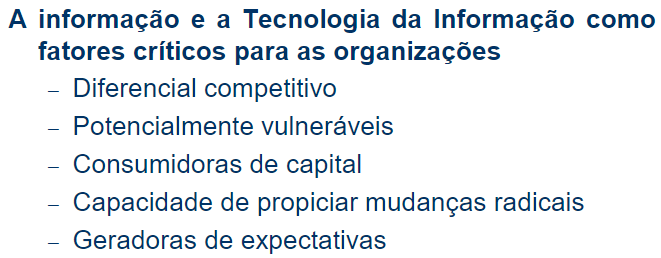 A informação e a Tecnologia da Informação como
fatores críticos para as organizações
– Diferencial competitivo
– Potencialmente vulneráveis
– Consumidoras de capital
– Capacidade de propiciar mudanças radicais
– Geradoras de expectativas